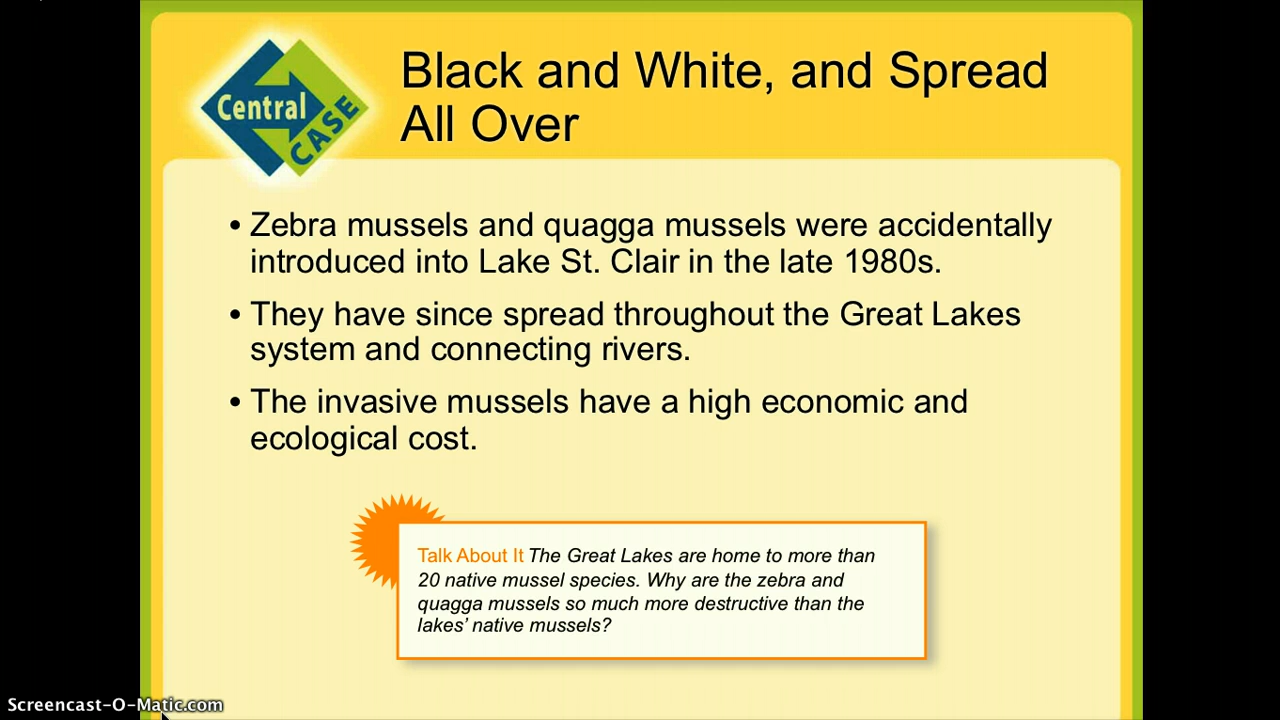 Central
CASE
Black and White, and Spread
All Over
• Zebra mussels and quagga mussels were accidentally
introduced into Lake St. Clair in the late 1980s.
• They have since spread throughout the Great Lakes
system and connecting rivers.
• The invasive mussels have a high economic and
ecological cost.
Talk About It The Great Lakes are home to more than
20 native mussel species. Why are the zebra and
quagga mussels so much more destructive than the
lakes’ native mussels?
Screencast-O-Matic.com